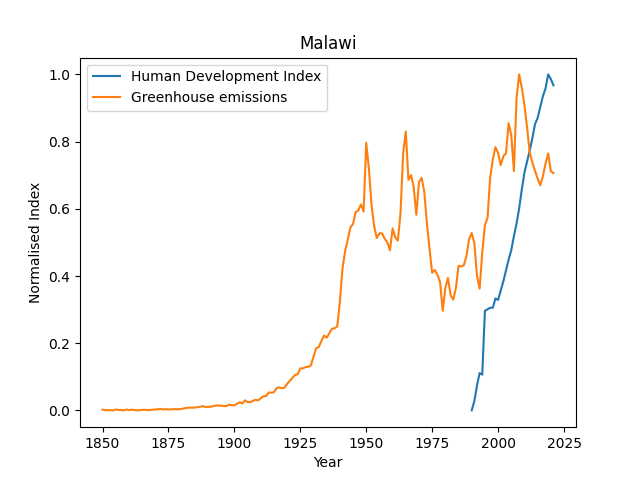 Malawi
Human Development Index
Greenhouse emissions
Normalised Index
1.0
0.8
0.6
0.4
0.2
0.0
1850 1875 1900 1925 1950 1975 2000 2025
Year